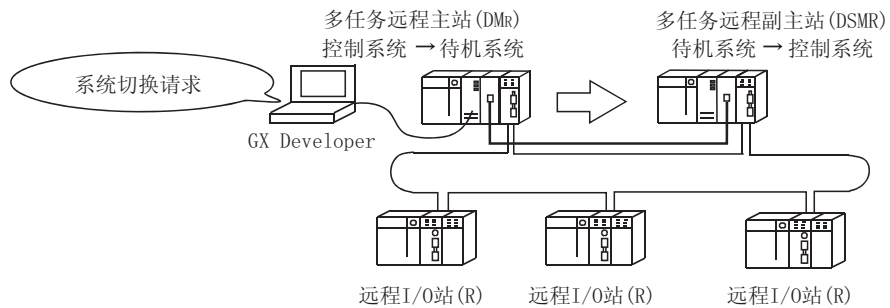 多任务远程主站(DMR)
控制系统 → 待机系统
多任务远程副主站(DSMR)
待机系统 → 控制系统
系统切换请求
GX Developer
远程I/O站(R)
远程I/O站(R)
远程I/O站(R)